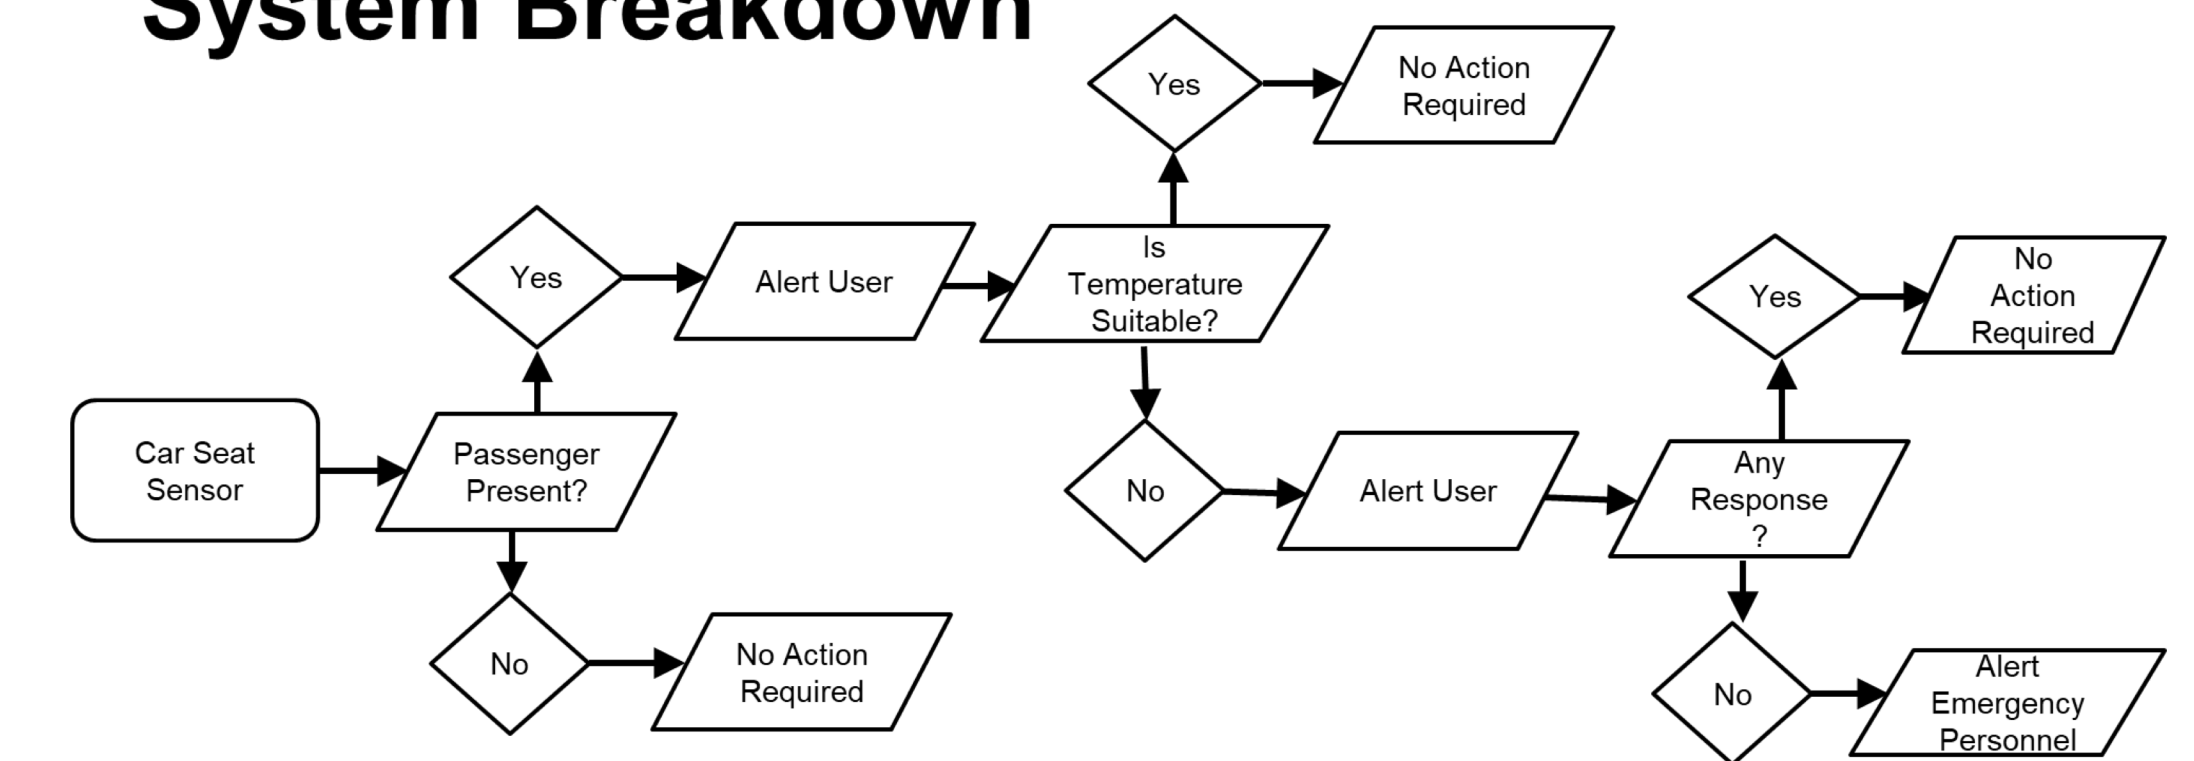 System Breakdown
Yes
No Action
Required
Yes
Alert User
Is
Temperature
Suitable?
Yes
No
Action
Required
Car Seat
Sensor
Passenger
Present?
No
Alert User
Any
Response
?
No
No Action
Required
No
Alert
Emergency
Personnel